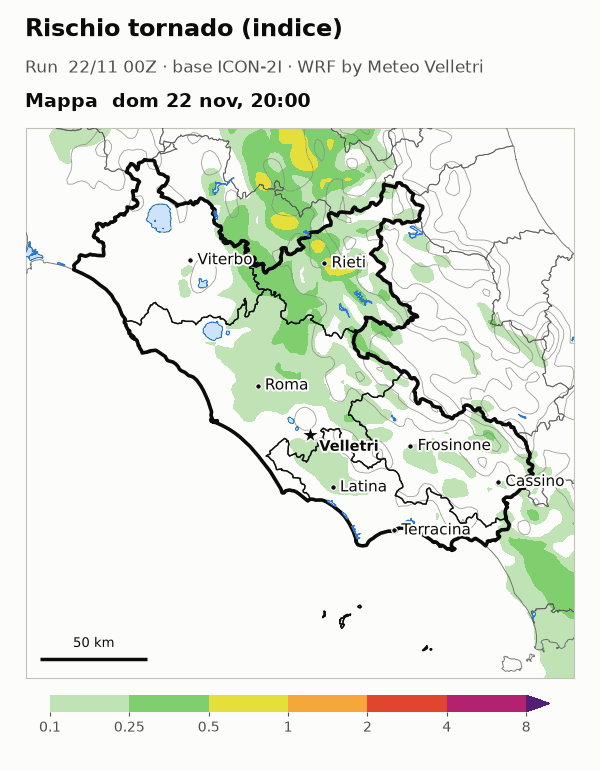 Rischio tornado (indice)
Run  22/11 00Z · base ICON-2I · WRF by Meteo Velletri
Mappa  dom 22 nov, 20:00
Viterbo
Rieti
Roma
Velletri
Frosinone
Latina
Cassino
Terracina
50 km
0.1 0.25 0.5 1 2 4 8